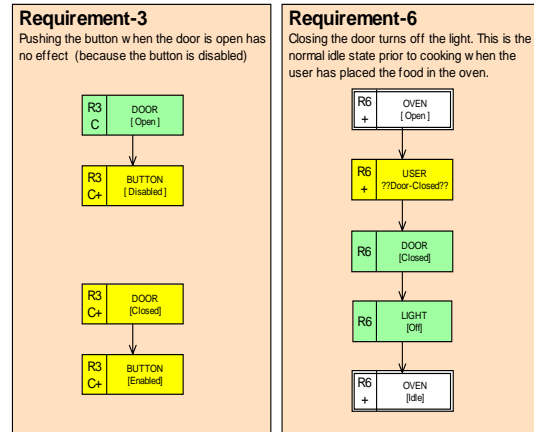 Requirement-3
Pushing the button when the door is open has
no effect (because the button is disabled)
R3
C
DOOR
[ Open ]
R3
C+
BUTTON
[ Disabled ]
R3
C+
DOOR
[Closed]
R3
C+
BUTTON
[Enabled]
Requirement-6
Closing the door turns off the light. This is the
normal idle state prior to cooking when the
user has placed the food in the oven.
R6
+
OVEN
[ Open ]
R6
+
USER
??Door-Closed??
R6
DOOR
[Closed]
R6
LIGHT
[Off]
R6
+
OVEN
[Idle]